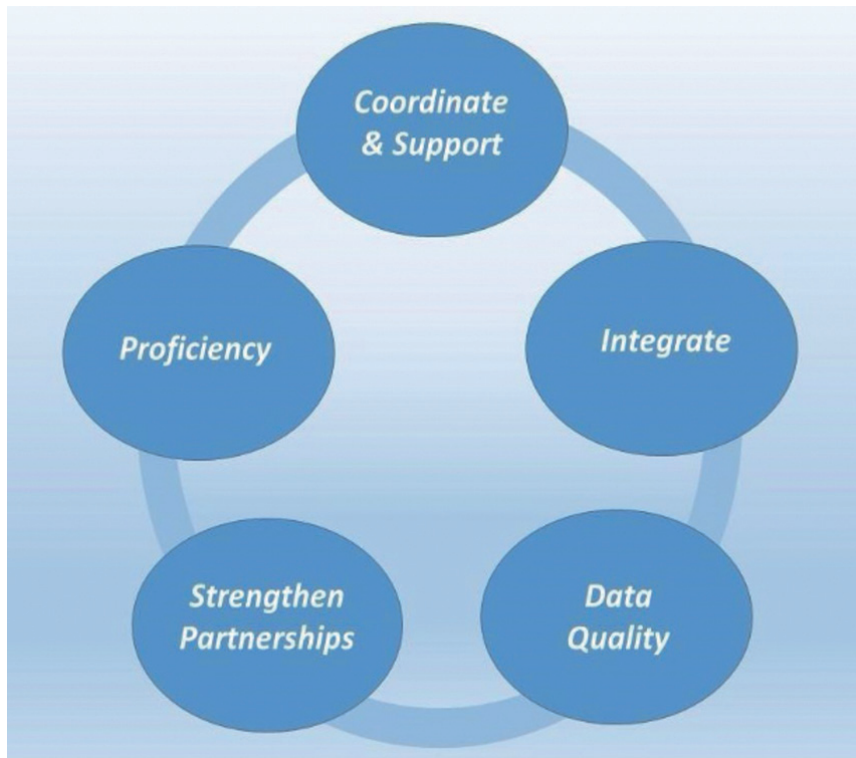 Coordinate
& Support
Proficiency
Integrate
Strengthen
Partnerships
Data
Quality